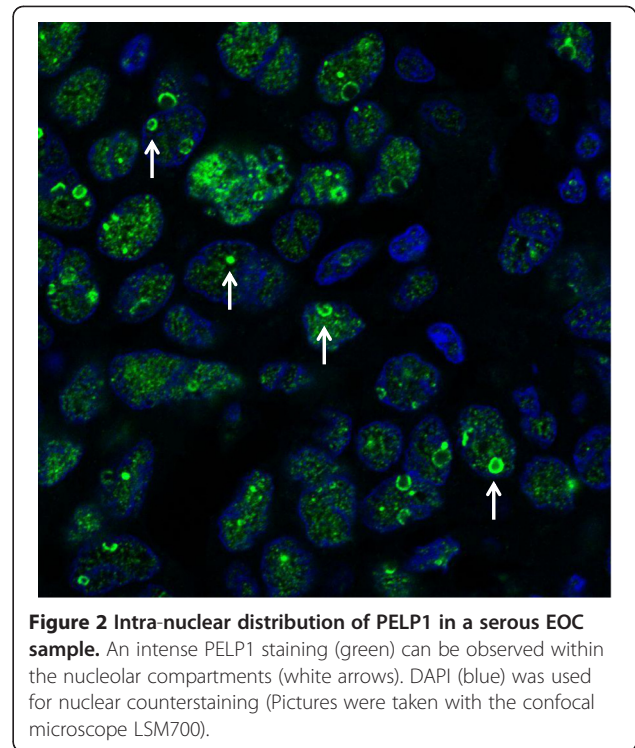 Figure 2 Intra-nuclear distribution of PELP1 in a serous EOC
sample. An intense PELP1 staining (green) can be observed within
the nucleolar compartments (white arrows). DAPI (blue) was used
for nuclear counterstaining (Pictures were taken with the confocal
microscope LSM700).